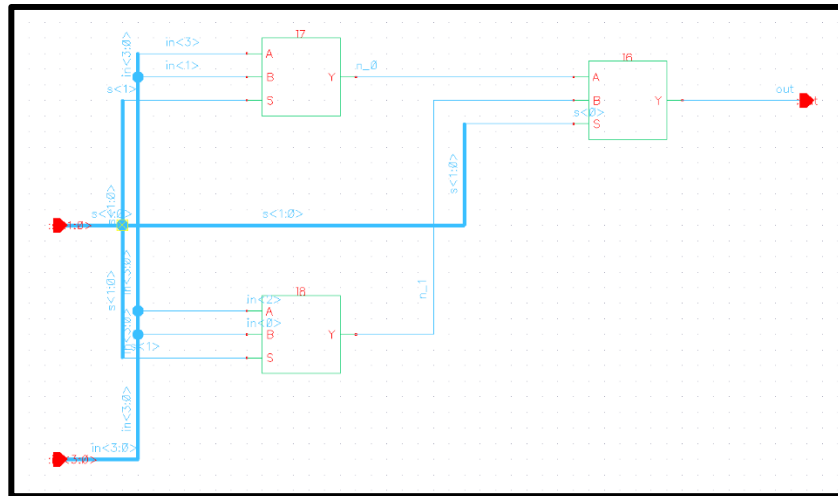 I7
in<3>
in<3:0>
A
in<1>
B
Y
n_0
s<1>
S
I6
A
B
Y
out
s<0>
S
s<1:0>
s<1:0>
s<1:0>
s<1:0>
in<3:0>
n_1
I8
in<2>
A
in<0>
B
Y
s<1>
S
in<3:0>
in<3:0>